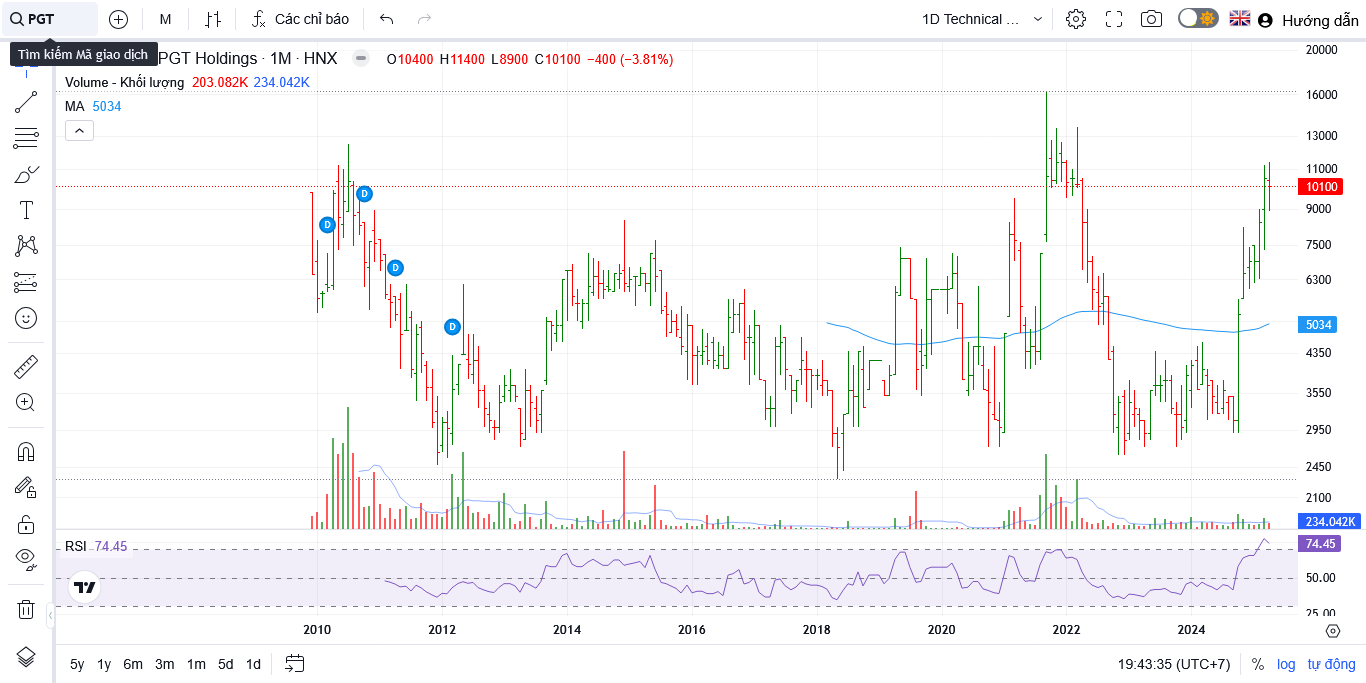 PGT
M
Các chỉ báo
1D Technical ...
Hướng dẫn
Tìm kiếm Mã giao dịch
PGT Holdings · 1M · HNX
O10400 H11400 L8900 C10100 −400 (−3.81%)
Volume - Khối lượng 203.082K 234.042K
MA 5034
20000
16000
13000
11000
10100
9000
7500
6300
5034
4350
3550
2950
2450
2100
234.042K
D
D
D
D
RSI 74.45
74.45
50.00
25.00
2010 2012 2014 2016 2018 2020 2022 2024
5y 1y 6m 3m 1m 5d 1d
19:43:35 (UTC+7) % log tự động